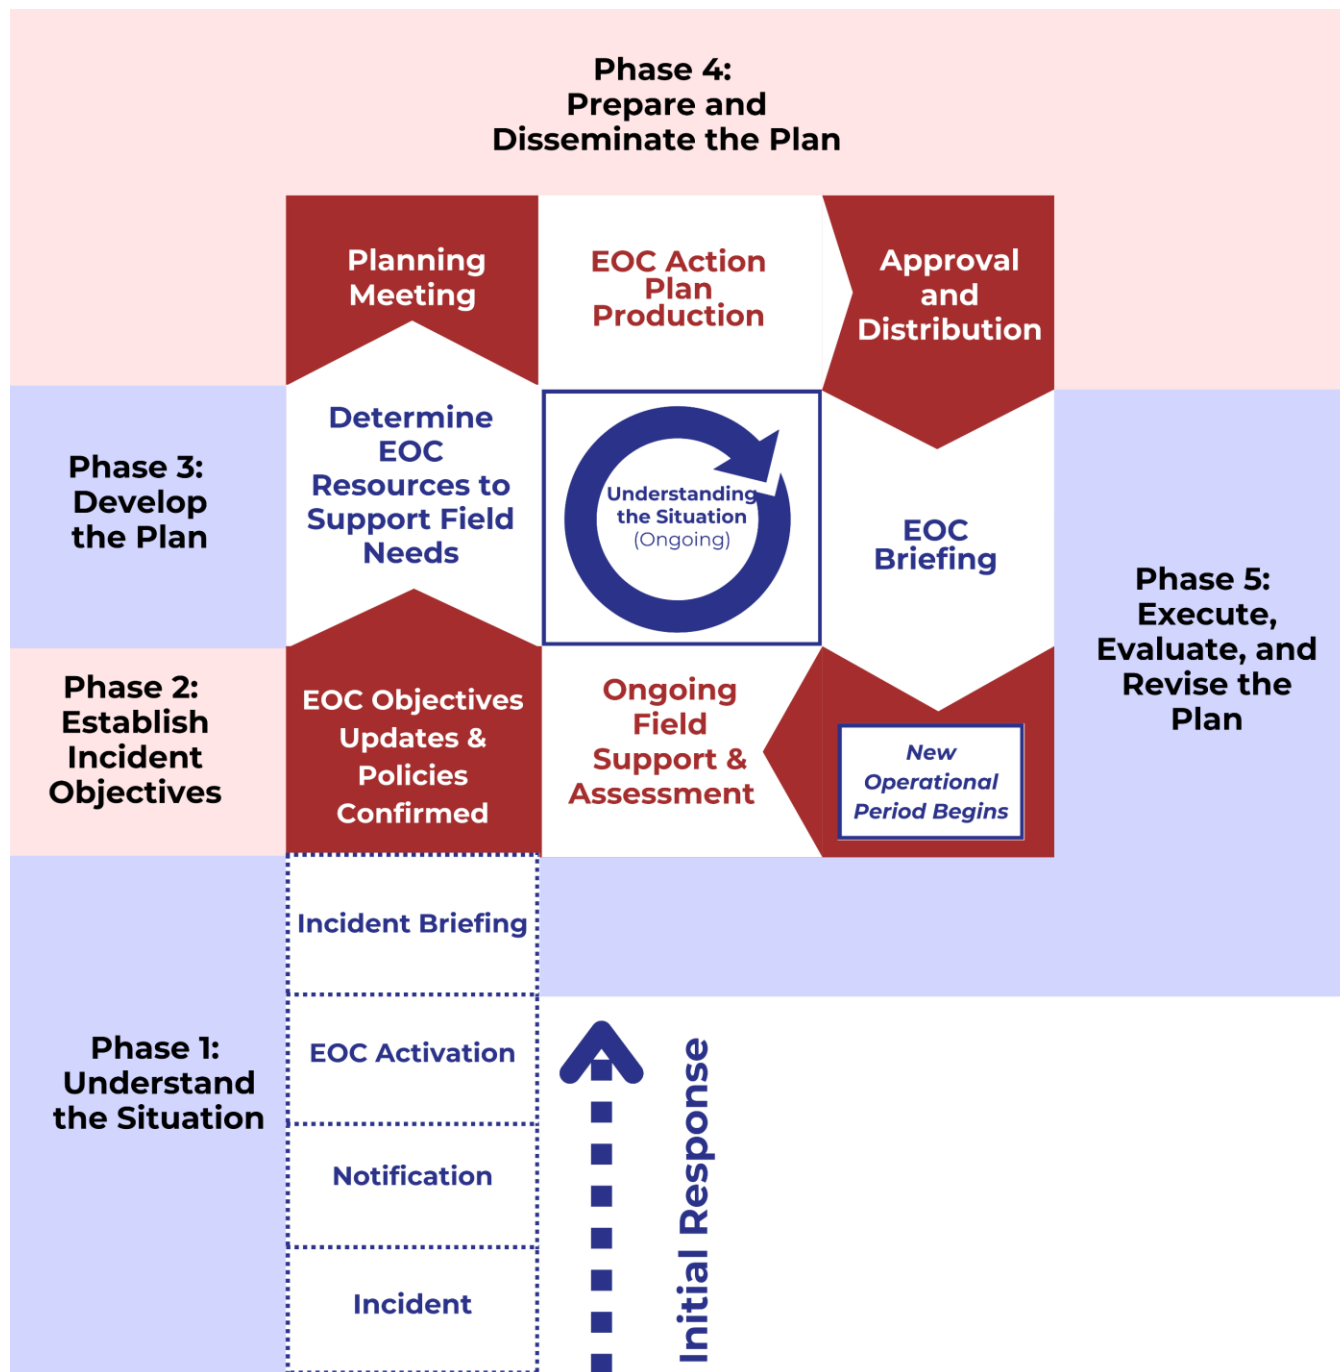 Phase 4:
Prepare and
Disseminate the Plan
Planning
Meeting
EOC Action
Plan
Production
Approval
and
Distribution
Phase 3:
Develop
the Plan
Determine
EOC
Resources to
Support Field
Needs
Understanding
the Situation
(Ongoing)
EOC
Briefing
Phase 5:
Execute,
Evaluate, and
Revise the
Plan
Phase 2:
Establish
Incident
Objectives
EOC Objectives
Updates &
Policies
Confirmed
Ongoing
Field
Support &
Assessment
New
Operational
Period Begins
Phase 1:
Understand
the Situation
Incident Briefing
EOC Activation
Notification
Incident
Initial Response